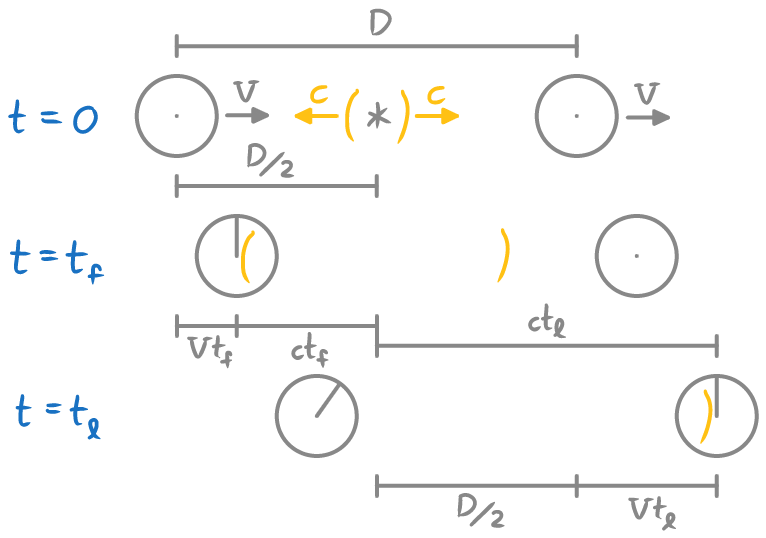 D
t = 0
V
c
( * )
c
V
D/2
t = t_f
Vt_f
ct_f
ct_ℓ
t = t_ℓ
D/2
Vt_ℓ